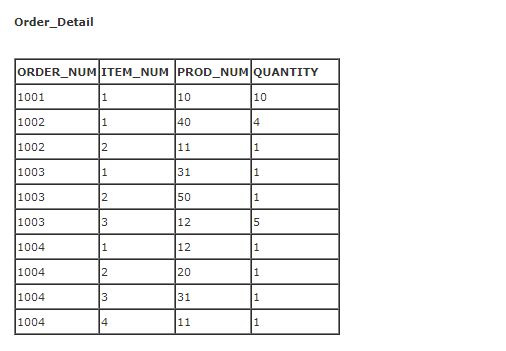 Order_Detail
ORDER_NUM ITEM_NUM PROD_NUM QUANTITY
1001 1 10 10
1002 1 40 4
1002 2 11 1
1003 1 31 1
1003 2 50 1
1003 3 12 5
1004 1 12 1
1004 2 20 1
1004 3 31 1
1004 4 11 1